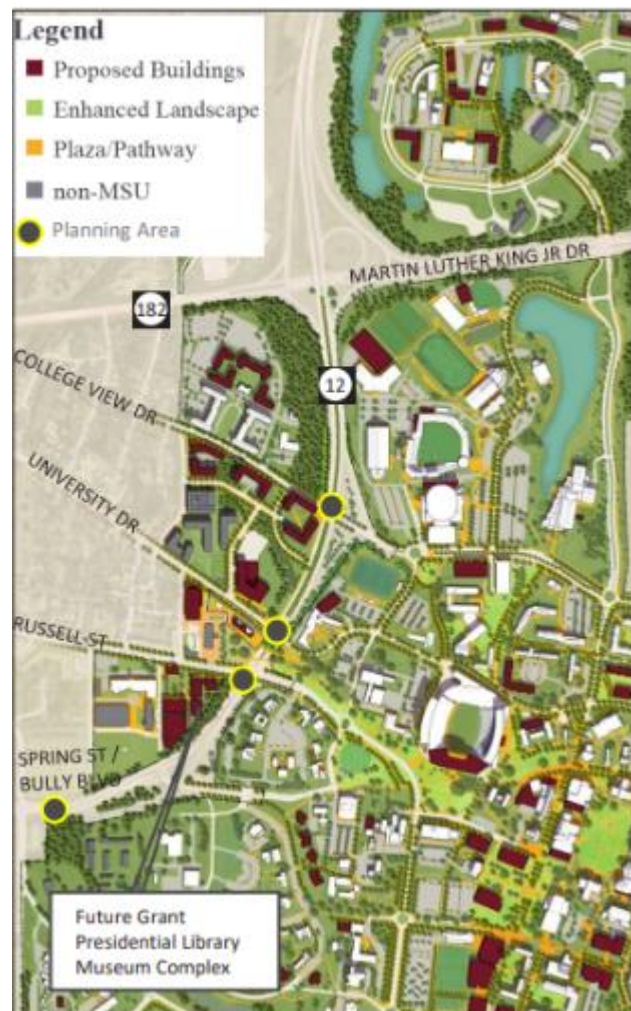 Legend
Proposed Buildings
Enhanced Landscape
Plaza/Pathway
non-MSU
Planning Area
MARTIN LUTHER KING JR DR
182
12
COLLEGE VIEW DR
UNIVERSITY DR
RUSSELL ST
SPRING ST /
BULLY BLVD
Future Grant
Presidential Library
Museum Complex